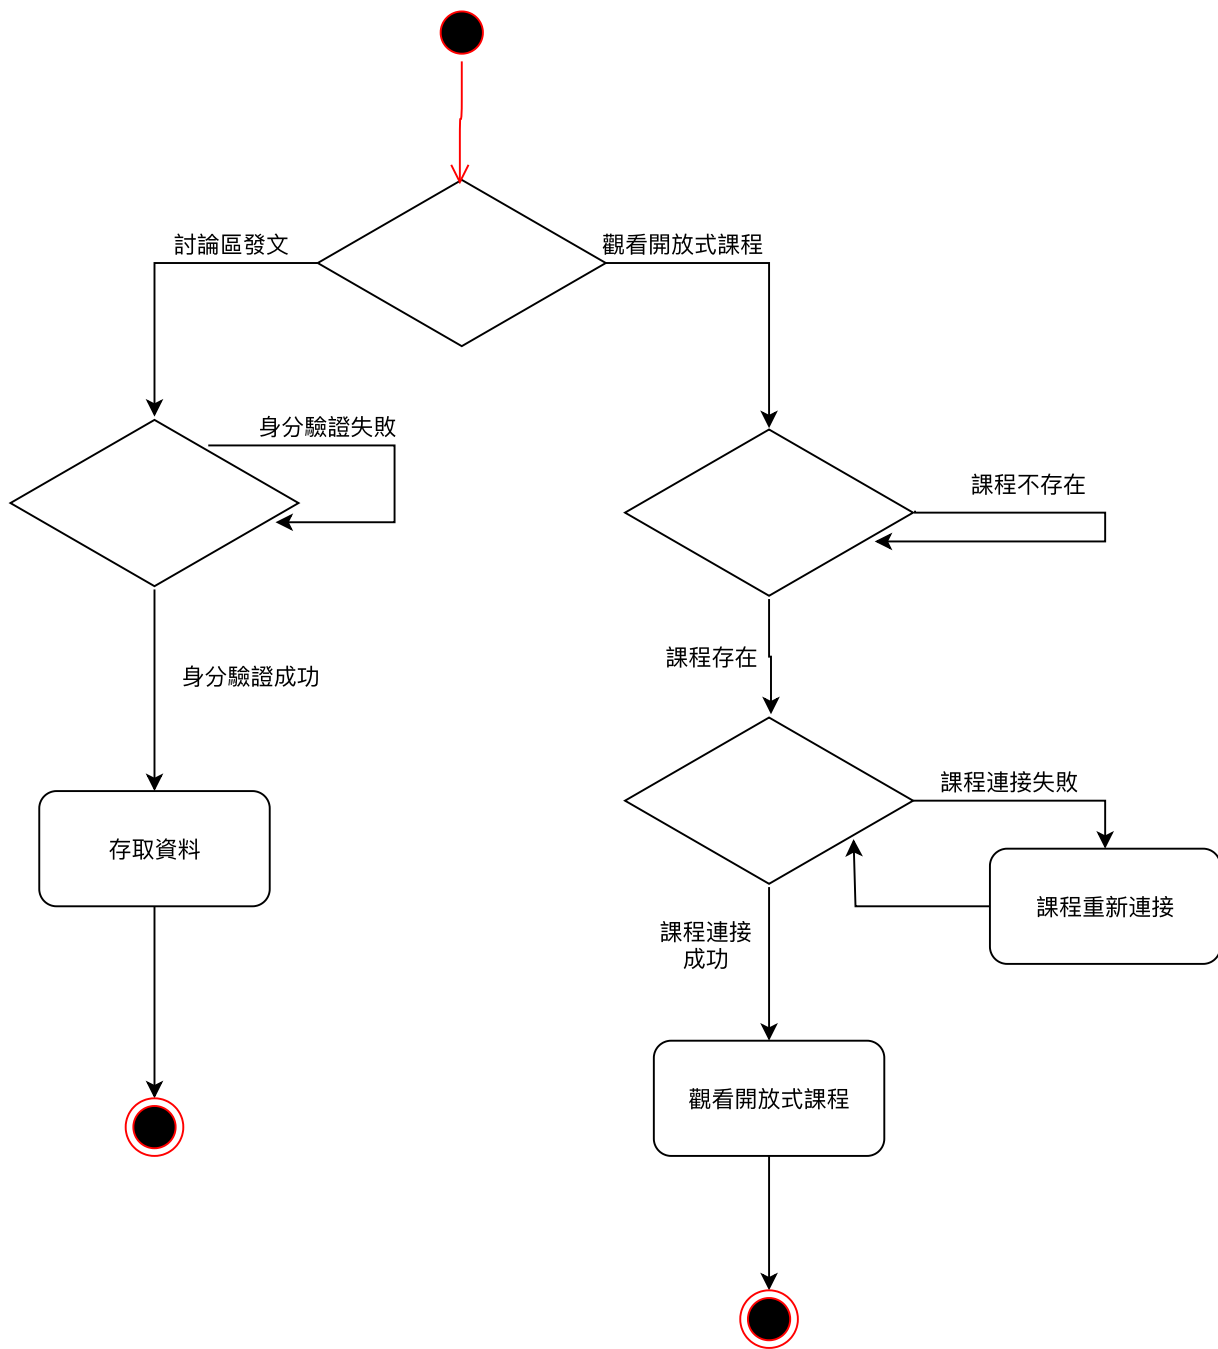 討論區發文
觀看開放式課程
身分驗證失敗
課程不存在
課程存在
身分驗證成功
課程連接失敗
存取資料
課程重新連接
課程連接
成功
觀看開放式課程